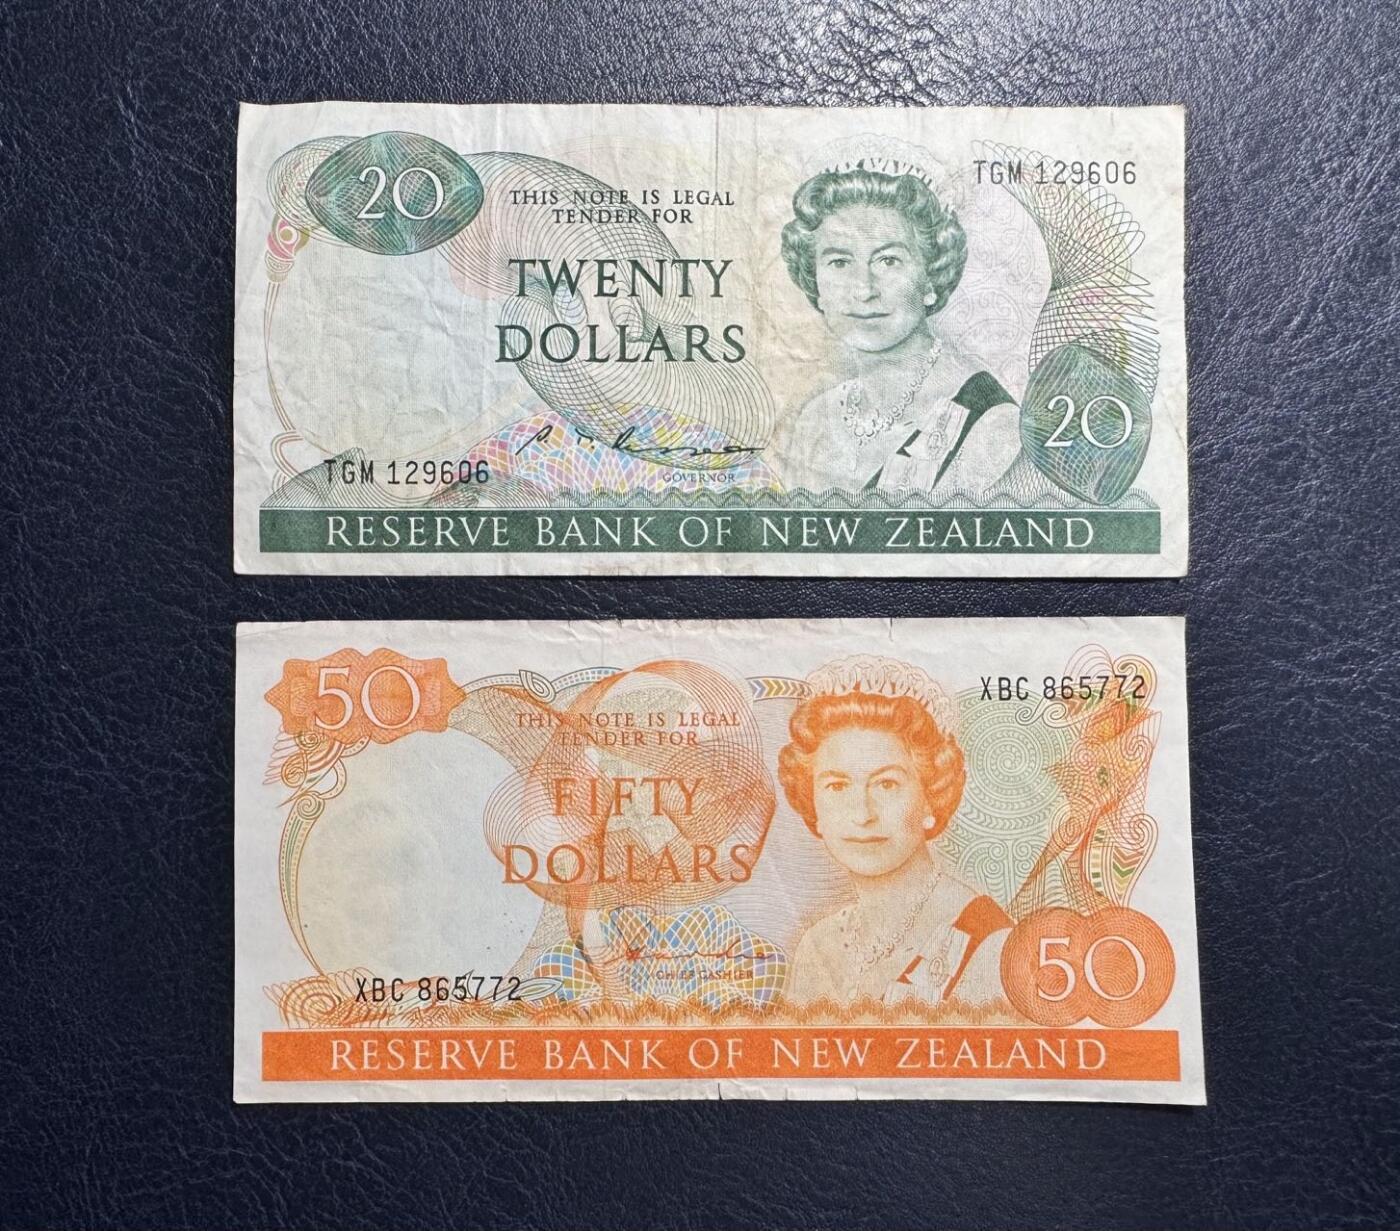 20
THIS NOTE IS LEGAL
TENDER FOR
TWENTY
DOLLARS
TGM 129606
20
TGM 129606
GOVERNOR
RESERVE BANK OF NEW ZEALAND
50
THIS NOTE IS LEGAL
TENDER FOR
FIFTY
DOLLARS
XBC 865772
50
XBC 865772
CHIEF CASHIER
RESERVE BANK OF NEW ZEALAND